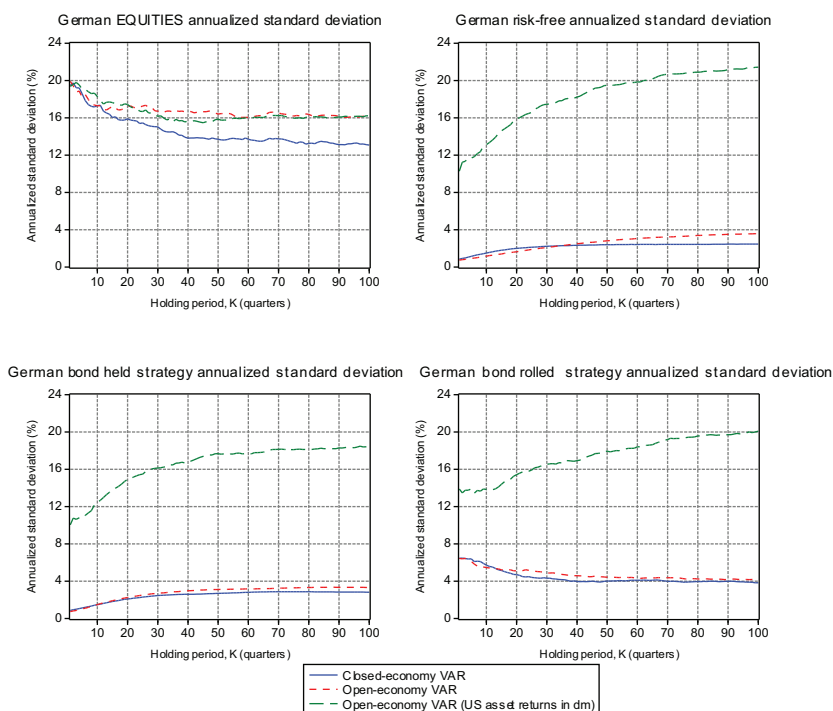 German EQUITIES annualized standard deviation
Annualized standard deviation (%)
24
20
16
12
8
4
0
10 20 30 40 50 60 70 80 90 100
Holding period, K (quarters)
German risk-free annualized standard deviation
Annualized standard deviation (%)
24
20
16
12
8
4
0
10 20 30 40 50 60 70 80 90 100
Holding period, K (quarters)
German bond held strategy annualized standard deviation
Annualized standard deviation (%)
24
20
16
12
8
4
0
10 20 30 40 50 60 70 80 90 100
Holding period, K (quarters)
German bond rolled strategy annualized standard deviation
Annualized standard deviation (%)
24
20
16
12
8
4
0
10 20 30 40 50 60 70 80 90 100
Holding period, K (quarters)
Closed-economy VAR
Open-economy VAR
Open-economy VAR (US asset returns in dm)